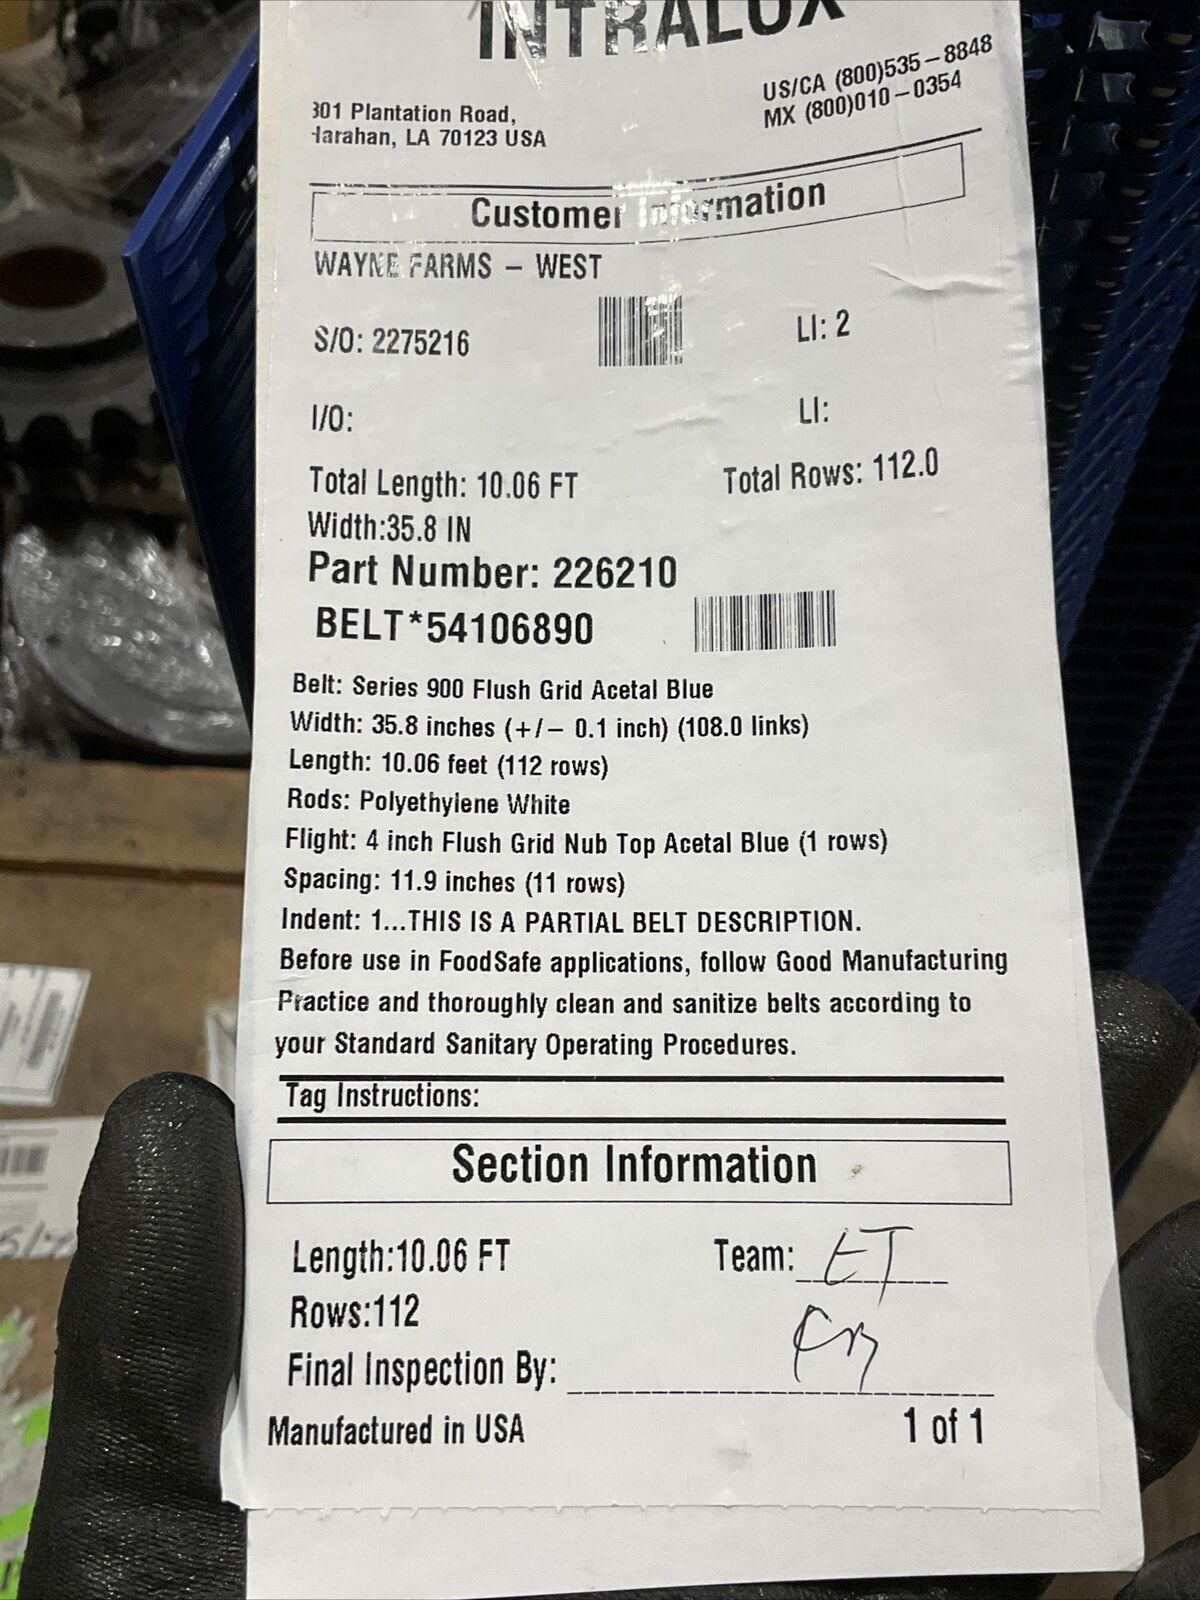 INTRALOX
301 Plantation Road,
Harahan, LA 70123 USA
US/CA (800)535-8848
MX (800)010-0354
Customer Information
WAYNE FARMS - WEST
S/O: 2275216
LI: 2
I/O:
LI:
Total Length: 10.06 FT
Total Rows: 112.0
Width:35.8 IN
Part Number: 226210
BELT*54106890
Belt: Series 900 Flush Grid Acetal Blue
Width: 35.8 inches (+/- 0.1 inch) (108.0 links)
Length: 10.06 feet (112 rows)
Rods: Polyethylene White
Flight: 4 inch Flush Grid Nub Top Acetal Blue (1 rows)
Spacing: 11.9 inches (11 rows)
Indent: 1...THIS IS A PARTIAL BELT DESCRIPTION.
Before use in FoodSafe applications, follow Good Manufacturing
Practice and thoroughly clean and sanitize belts according to
your Standard Sanitary Operating Procedures.
Tag Instructions:
Section Information
Length:10.06 FT
Team: ET
Rows:112
Final Inspection By:
Manufactured in USA
1 of 1